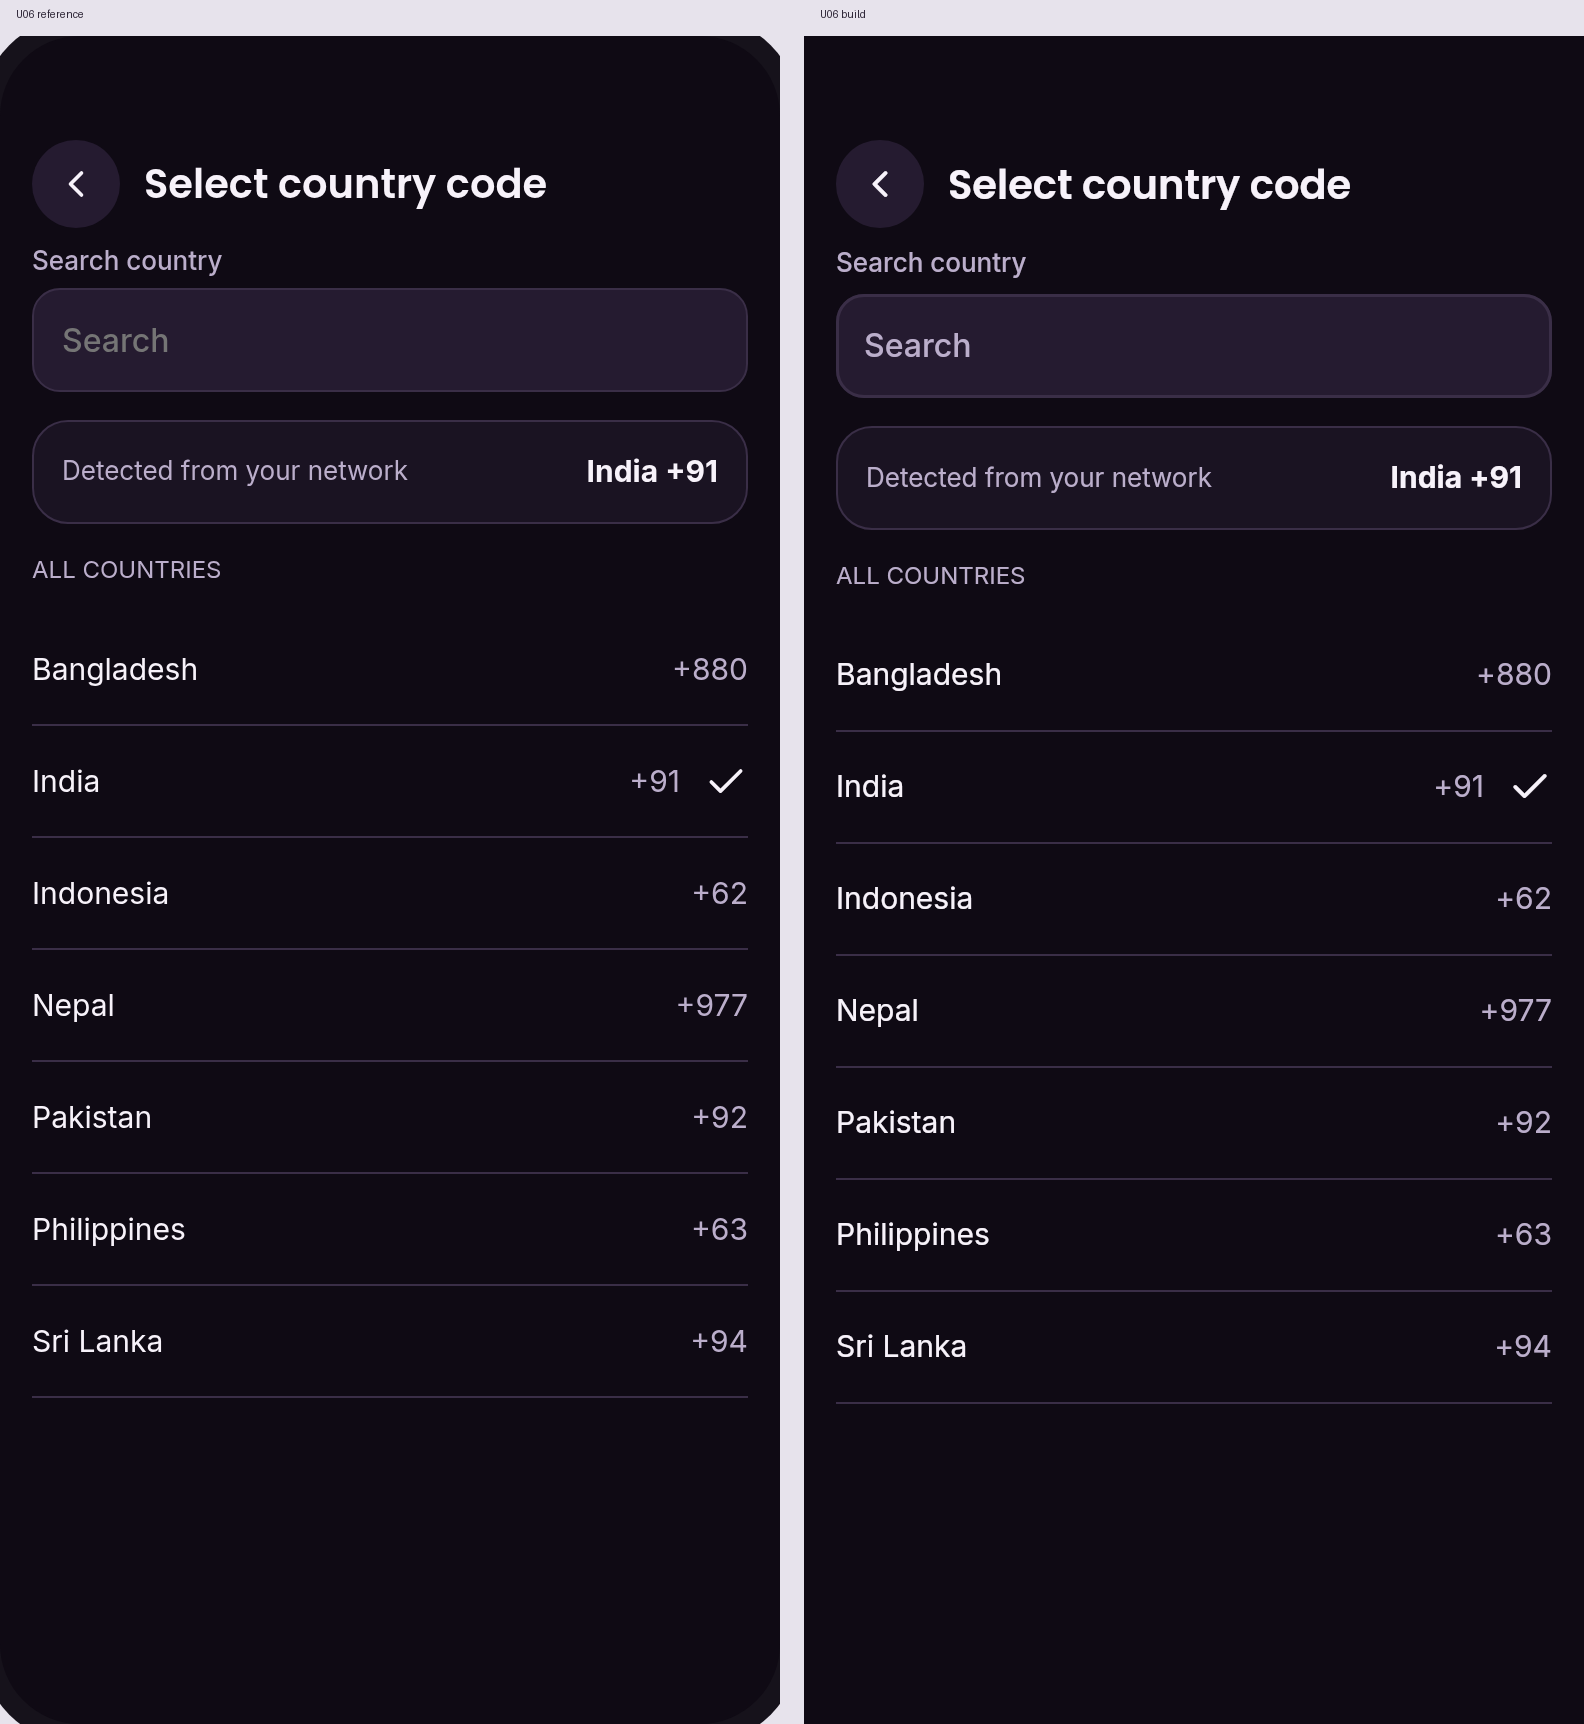 U06 reference
Select country code
Search country
Search
Detected from your network India +91
ALL COUNTRIES
Bangladesh +880
India +91
Indonesia +62
Nepal +977
Pakistan +92
Philippines +63
Sri Lanka +94
U06 build
Select country code
Search country
Search
Detected from your network India +91
ALL COUNTRIES
Bangladesh +880
India +91
Indonesia +62
Nepal +977
Pakistan +92
Philippines +63
Sri Lanka +94